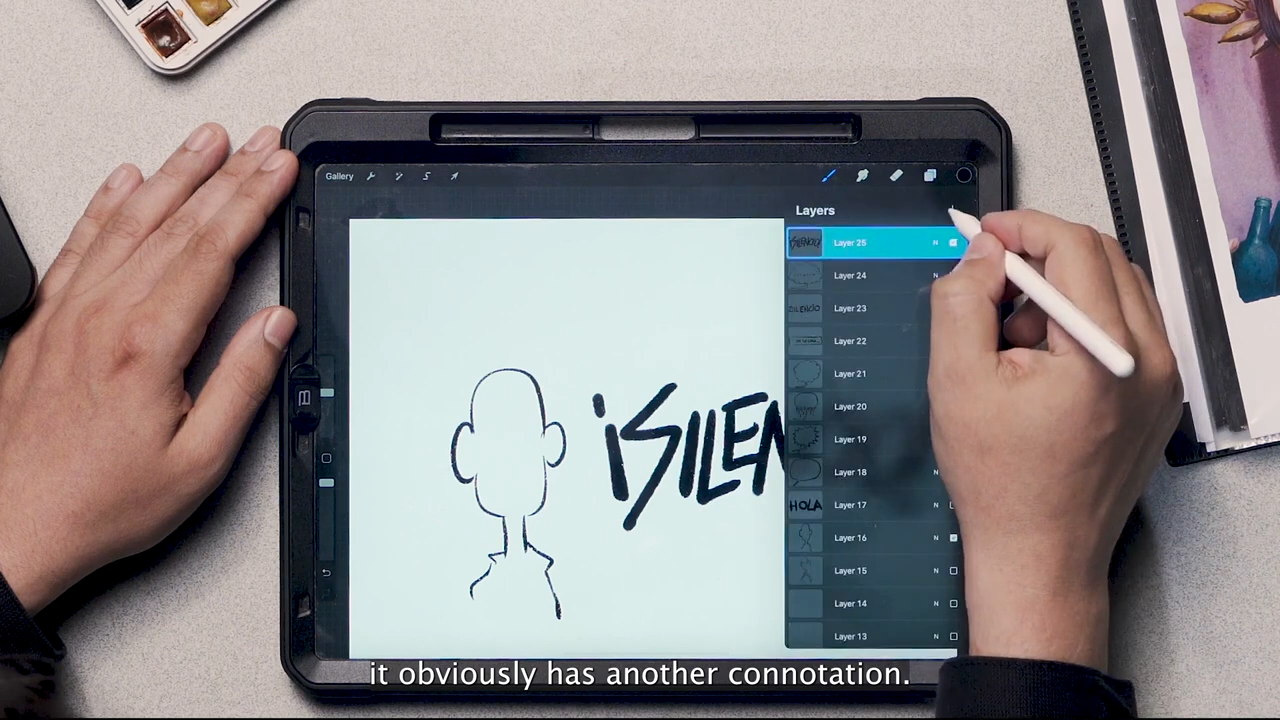 Gallery
Layers
Layer 25 N
Layer 24
Layer 23
Layer 22
Layer 21
Layer 20
Layer 19
Layer 18
Layer 17
Layer 16 N
Layer 15 N
Layer 14 N
Layer 13 N
SILENCIO
HOLA
¡SILEN
it obviously has another connotation.